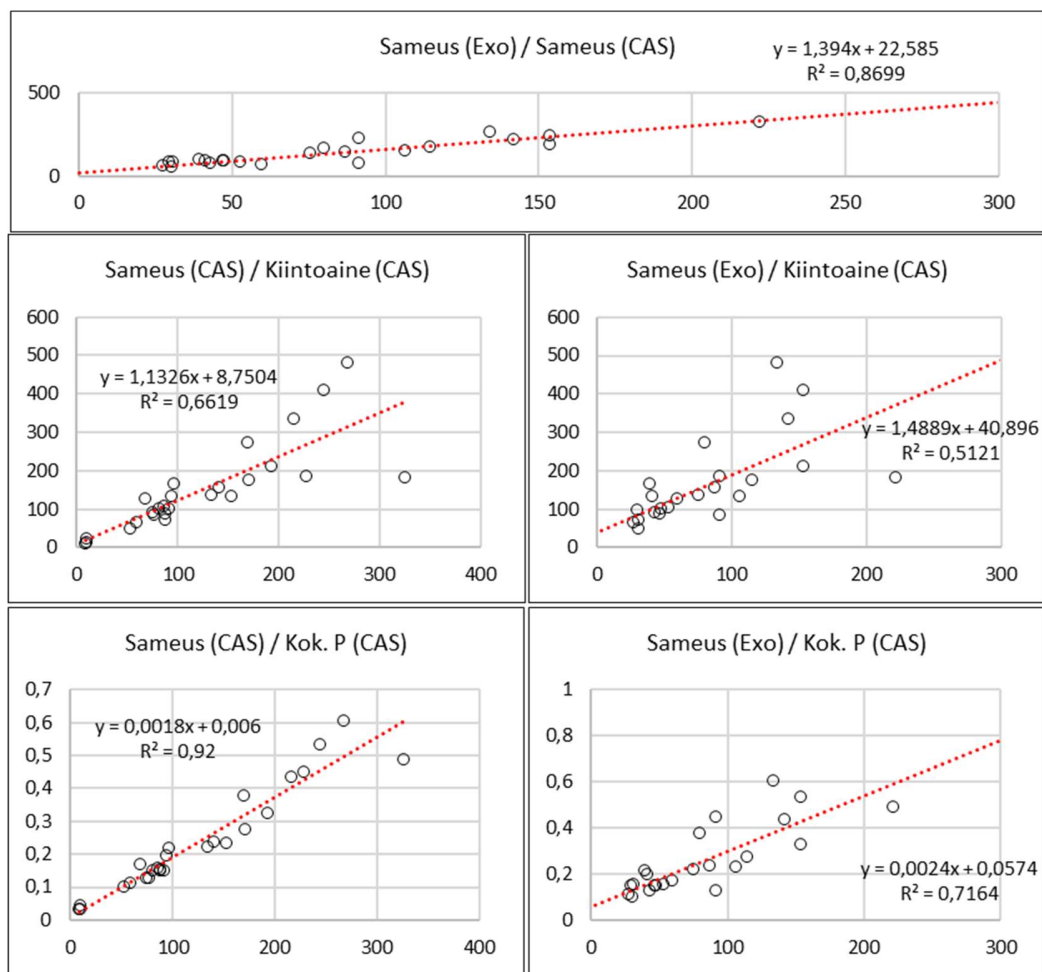 Sameus (Exo) / Sameus (CAS)
y = 1,394x + 22,585
R² = 0,8699
500
0
0 50 100 150 200 250 300
Sameus (CAS) / Kiintoaine (CAS)
600
500
400
300
200
100
0
y = 1,1326x + 8,7504
R² = 0,6619
0 100 200 300 400
Sameus (Exo) / Kiintoaine (CAS)
600
500
400
300
200
100
0
y = 1,4889x + 40,896
R² = 0,5121
0 100 200 300
Sameus (CAS) / Kok. P (CAS)
0,7
0,6
0,5
0,4
0,3
0,2
0,1
0
y = 0,0018x + 0,006
R² = 0,92
0 100 200 300 400
Sameus (Exo) / Kok. P (CAS)
1
0,8
0,6
0,4
0,2
0
y = 0,0024x + 0,0574
R² = 0,7164
0 100 200 300